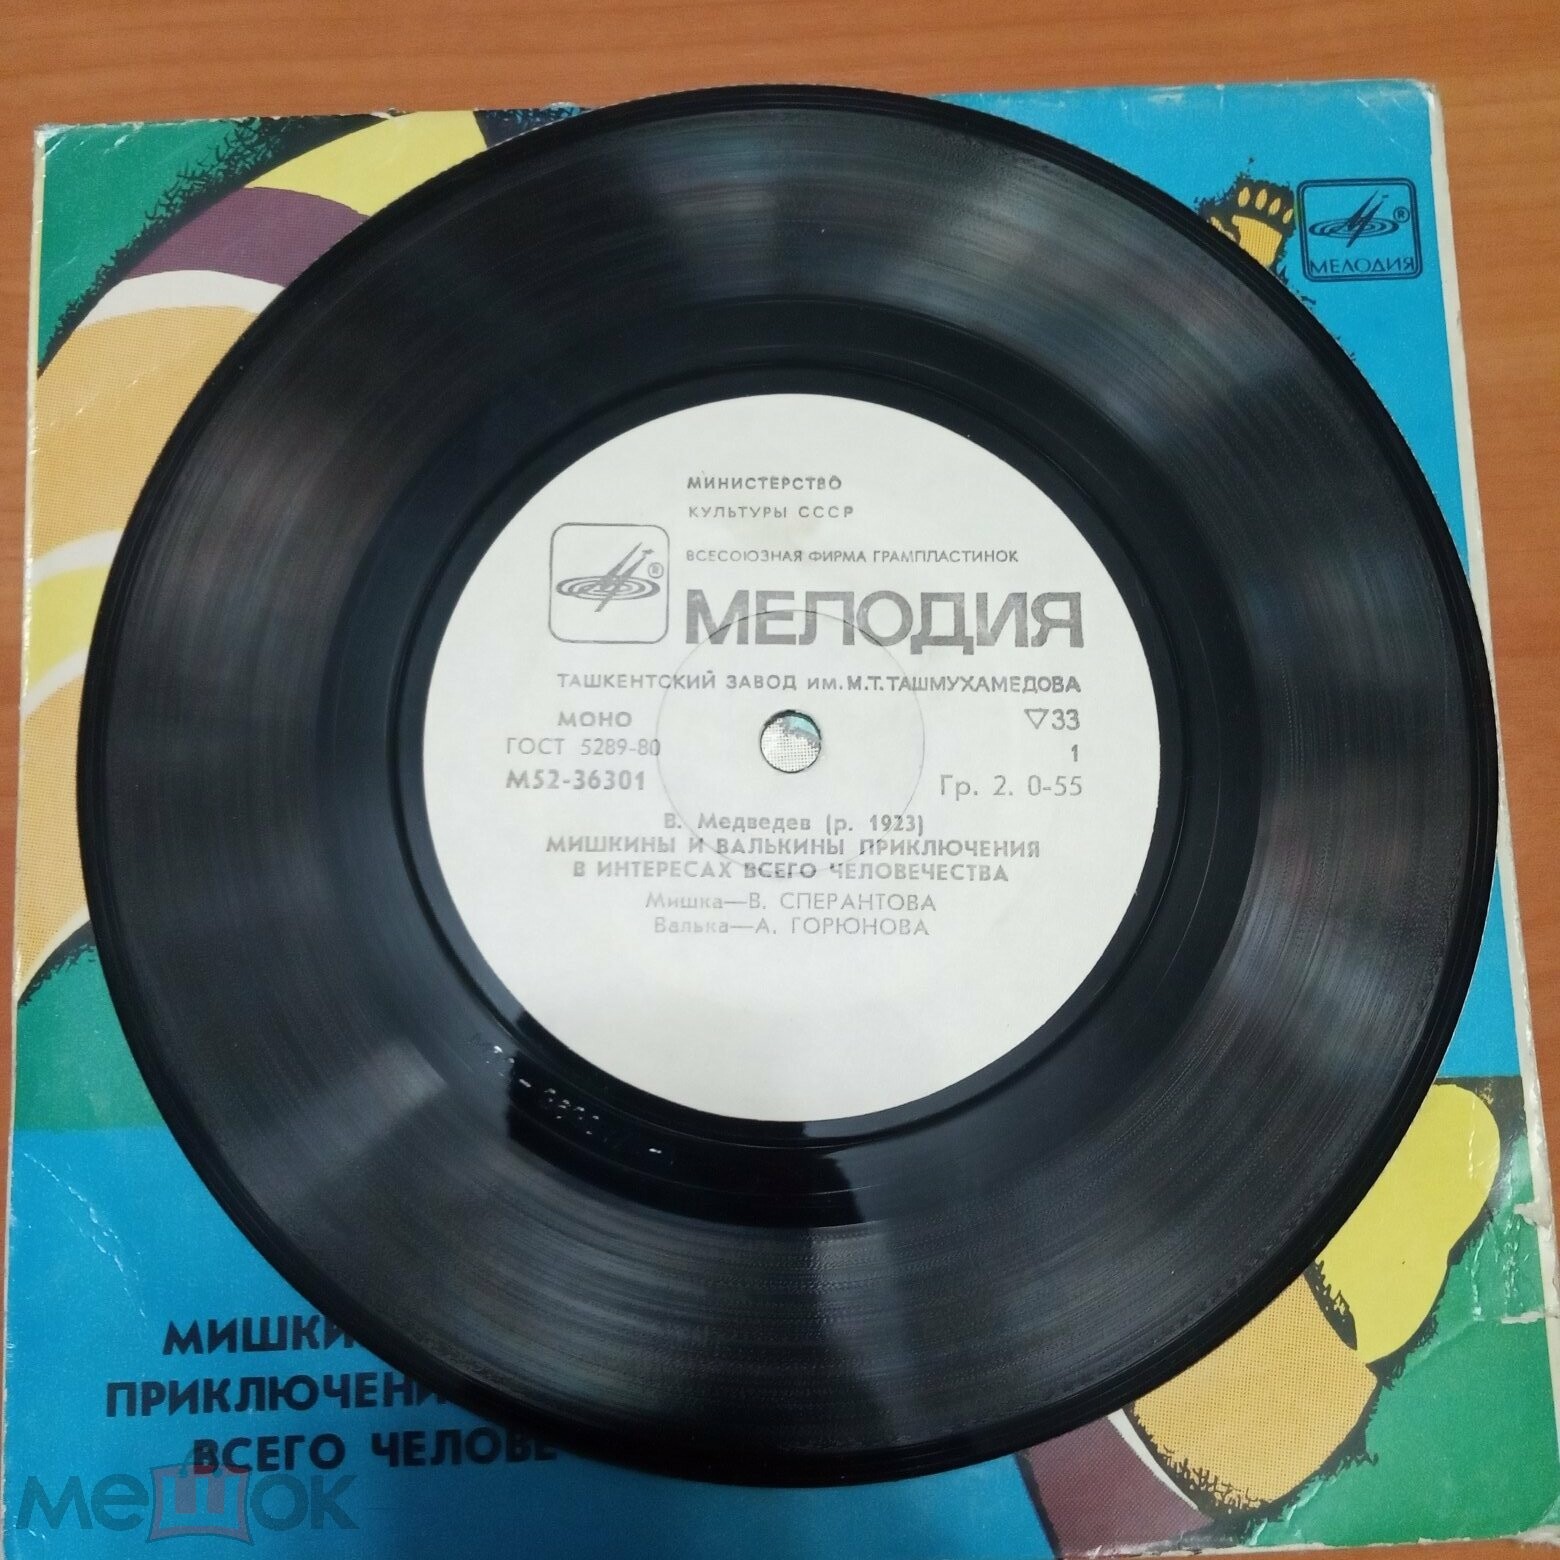 МЕЛОДИЯ
МИНИСТЕРСТВО
КУЛЬТУРЫ СССР
ВСЕСОЮЗНАЯ ФИРМА ГРАМПЛАСТИНОК
МЕЛОДИЯ
ТАШКЕНТСКИЙ ЗАВОД ИМ. М.Т. ТАШМУХАМЕДОВА
МОНО ▽33
ГОСТ 5289-80 1
М52-36301 Гр. 2. 0-55
В. Медведев (р. 1923)
МИШКИНЫ И ВАЛЬКИНЫ ПРИКЛЮЧЕНИЯ
В ИНТЕРЕСАХ ВСЕГО ЧЕЛОВЕЧЕСТВА
Мишка—В. СПЕРАНТОВА
Валька—А. ГОРЮНОВА
МИШКИ
ПРИКЛЮЧЕНИ
ВСЕГО ЧЕЛОВЕ
мешок